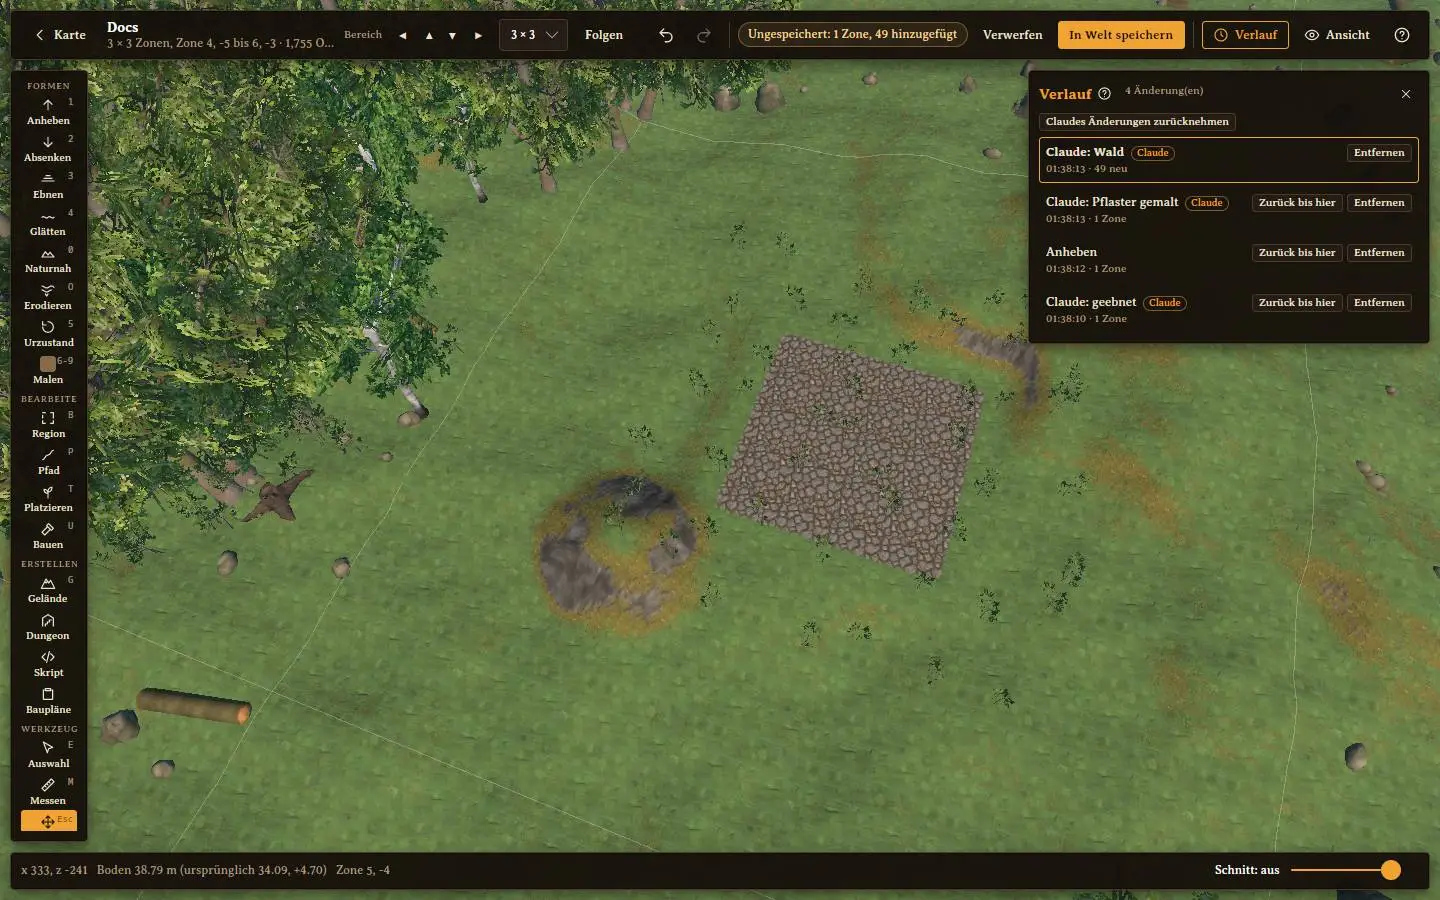 Karte
Docs
3 × 3 Zonen, Zone 4, -5 bis 6, -3 · 1,755 O...
Bereich
3 × 3
Folgen
Ungespeichert: 1 Zone, 49 hinzugefügt
Verwerfen
In Welt speichern
Verlauf
Ansicht
FORMEN
1
Anheben
2
Absenken
3
Ebnen
4
Glätten
0
Naturnah
O
Erodieren
5
Urzustand
6-9
Malen
BEARBEITE
B
Region
P
Pfad
T
Platzieren
U
Bauen
ERSTELLEN
G
Gelände
Dungeon
Skript
Baupläne
WERKZEUG
E
Auswahl
M
Messen
Esc
Verlauf
4 Änderung(en)
Claudes Änderungen zurücknehmen
Claude: Wald Claude Entfernen
01:38:13 · 49 neu
Claude: Pflaster gemalt Claude Zurück bis hier Entfernen
01:38:13 · 1 Zone
Anheben Zurück bis hier Entfernen
01:38:12 · 1 Zone
Claude: geebnet Claude Zurück bis hier Entfernen
01:38:10 · 1 Zone
x 333, z -241 Boden 38.79 m (ursprünglich 34.09, +4.70) Zone 5, -4
Schnitt: aus